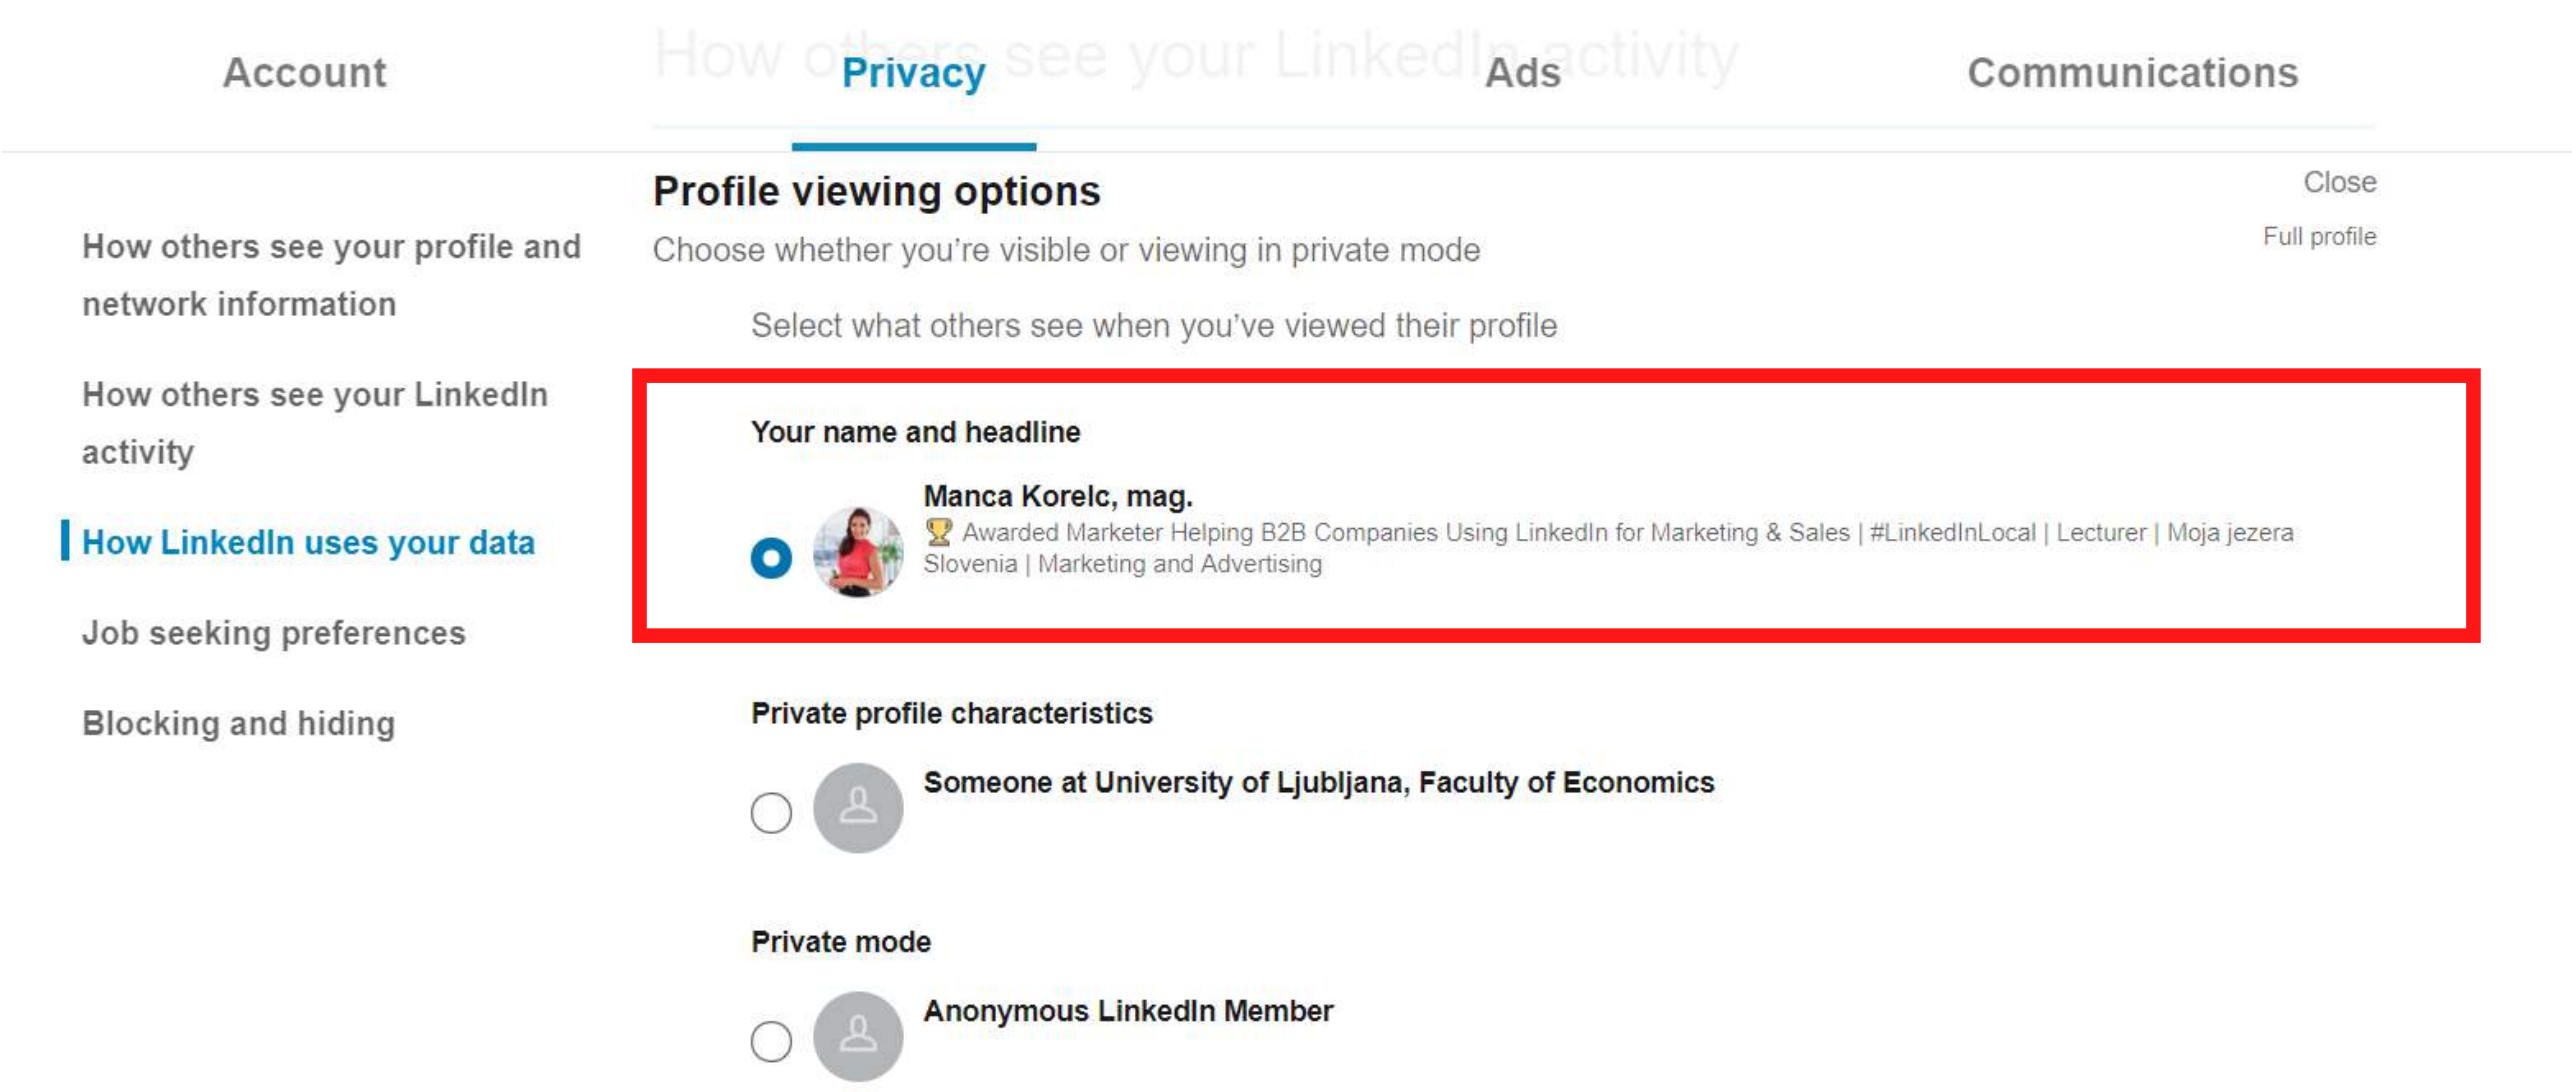 How others see your LinkedIn activity
Account
Privacy
Ads
Communications
How others see your profile and
network information
How others see your LinkedIn
activity
How LinkedIn uses your data
Job seeking preferences
Blocking and hiding
Profile viewing options
Close
Choose whether you're visible or viewing in private mode
Full profile
Select what others see when you've viewed their profile
Your name and headline
Manca Korelc, mag.
🏆 Awarded Marketer Helping B2B Companies Using LinkedIn for Marketing & Sales | #LinkedInLocal | Lecturer | Moja jezera
Slovenia | Marketing and Advertising
Private profile characteristics
Someone at University of Ljubljana, Faculty of Economics
Private mode
Anonymous LinkedIn Member